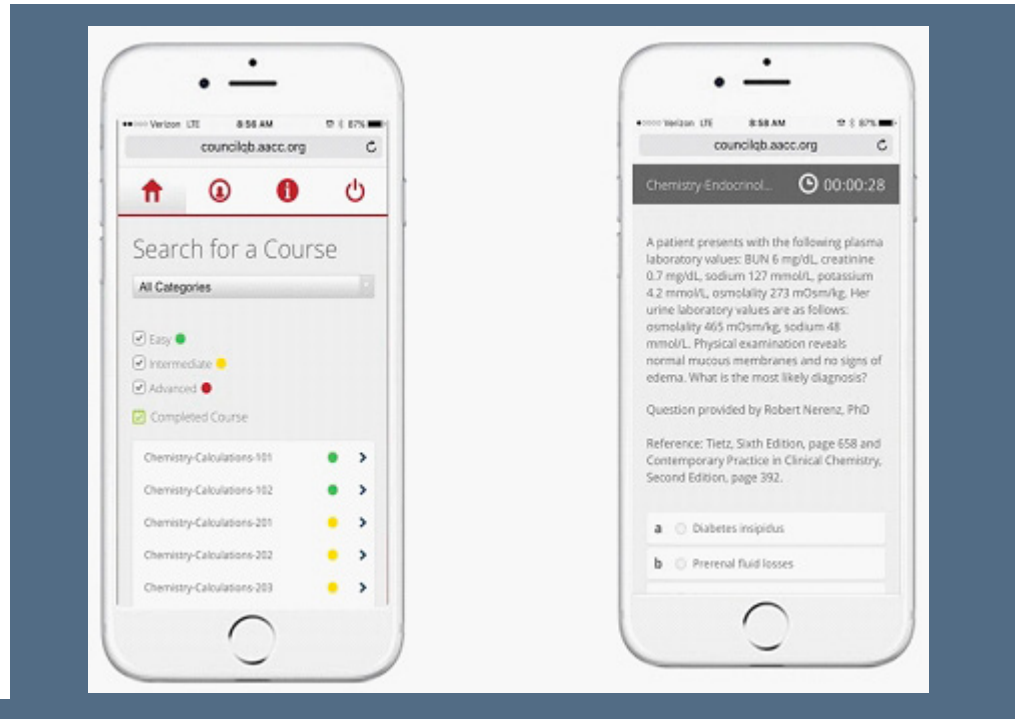 Verizon LTE 8:56 AM 87%
councilqb.aacc.org
Search for a Course
All Categories
Easy
Intermediate
Advanced
Completed Course
Chemistry-Calculations-101
Chemistry-Calculations-102
Chemistry-Calculations-201
Chemistry-Calculations-202
Chemistry-Calculations-203
Verizon LTE 8:58 AM 87%
councilqb.aacc.org
Chemistry-Endocrinol... 00:00:28
A patient presents with the following plasma
laboratory values: BUN 6 mg/dL, creatinine
0.7 mg/dL, sodium 127 mmol/L, potassium
4.2 mmol/L, osmolality 273 mOsm/kg. Her
urine laboratory values are as follows:
osmolality 465 mOsm/kg, sodium 48
mmol/L. Physical examination reveals
normal mucous membranes and no signs of
edema. What is the most likely diagnosis?
Question provided by Robert Nerenz, PhD
Reference: Tietz, Sixth Edition, page 658 and
Contemporary Practice in Clinical Chemistry,
Second Edition, page 392.
a Diabetes insipidus
b Prerenal fluid losses